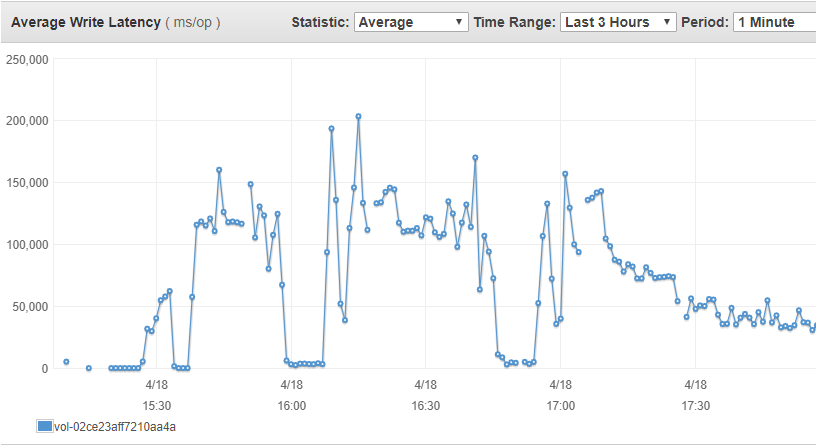 Average Write Latency ( ms/op ) Statistic: Average Time Range: Last 3 Hours Period: 1 Minute
250,000
200,000
150,000
100,000
50,000
0
4/18 4/18 4/18 4/18 4/18
15:30 16:00 16:30 17:00 17:30
vol-02ce23aff7210aa4a